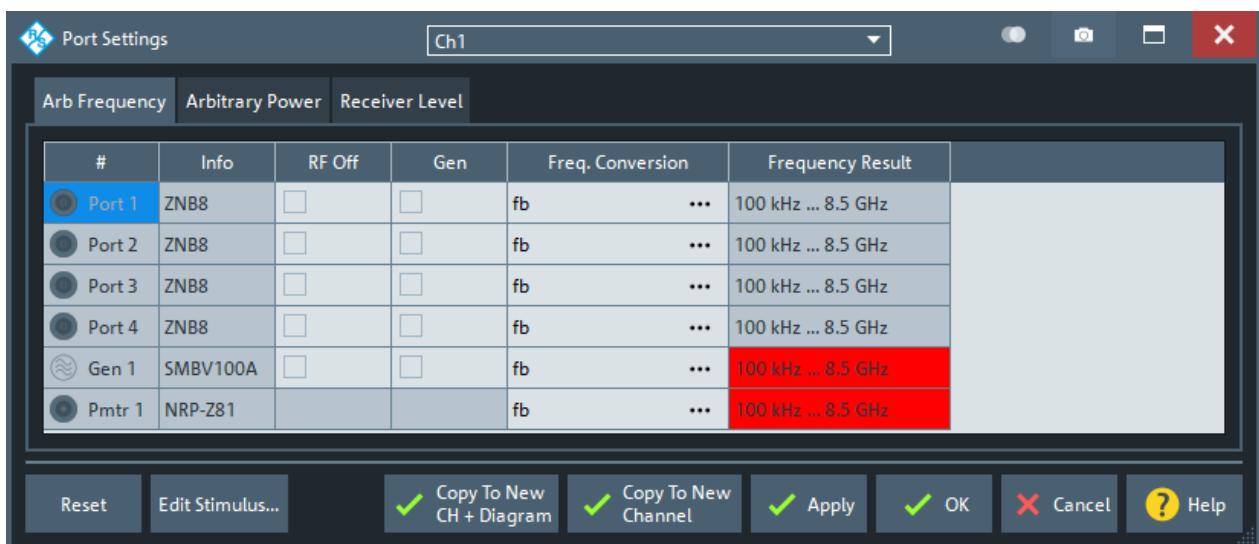 Port Settings
Ch1
Arb Frequency Arbitrary Power Receiver Level
# Info RF Off Gen Freq. Conversion Frequency Result
Port 1 ZNB8 fb ••• 100 kHz ... 8.5 GHz
Port 2 ZNB8 fb ••• 100 kHz ... 8.5 GHz
Port 3 ZNB8 fb ••• 100 kHz ... 8.5 GHz
Port 4 ZNB8 fb ••• 100 kHz ... 8.5 GHz
Gen 1 SMBV100A fb ••• 100 kHz ... 8.5 GHz
Pmtr 1 NRP-Z81 fb ••• 100 kHz ... 8.5 GHz
Reset Edit Stimulus... Copy To New CH + Diagram Copy To New Channel Apply OK Cancel ? Help